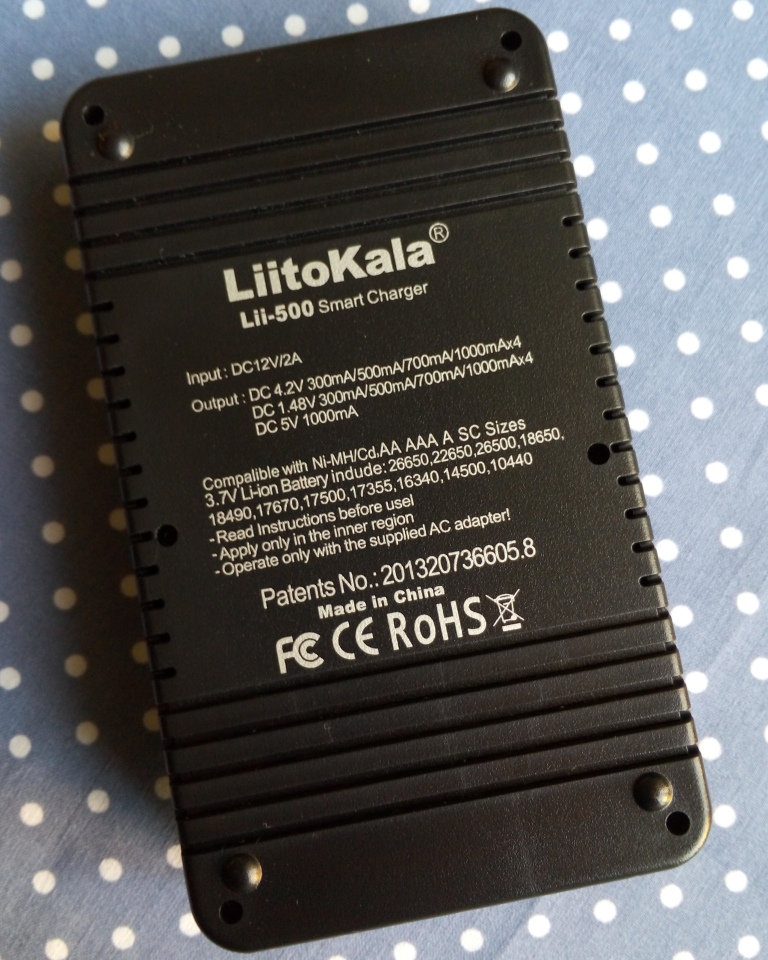 LiitoKala®
Lii-500 Smart Charger
Input : DC12V/2A
Output : DC 4.2V 300mA/500mA/700mA/1000mAx4
DC 1.48V 300mA/500mA/700mA/1000mAx4
DC 5V 1000mA
Compalible with Ni-MH/Cd.AA AAA A SC Sizes
3.7V Li-ion Battery indude: 26650,22650,26500,18650,
18490,17670,17500,17355,16340,14500,10440
-Read Instructions before usel
-Apply only in the inner region
-Operate only with the supplied AC adapter!
Patents No.: 201320736605.8
Made in China
FC CE RoHS